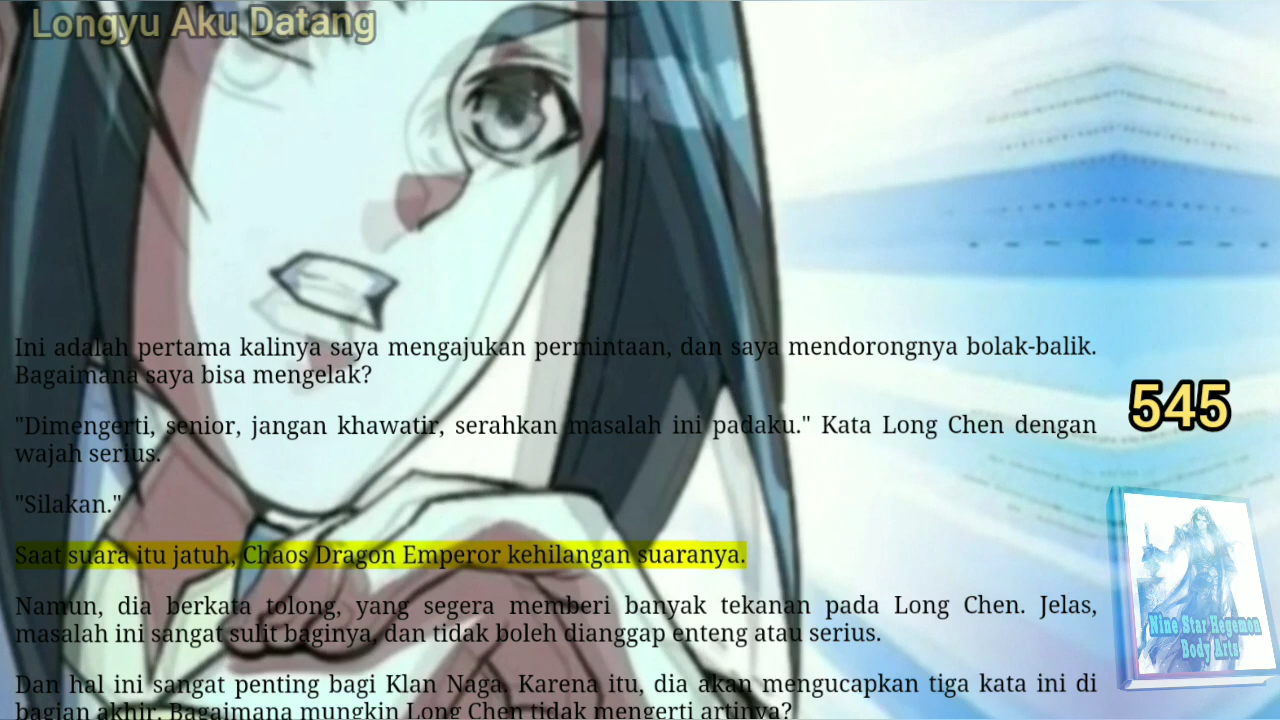 Longyu Aku Datang
Ini adalah pertama kalinya saya mengajukan permintaan, dan saya mendorongnya bolak-balik.
Bagaimana saya bisa mengelak?
"Dimengerti, senior, jangan khawatir, serahkan masalah ini padaku." Kata Long Chen dengan
wajah serius.
"Silakan."
Saat suara itu jatuh, Chaos Dragon Emperor kehilangan suaranya.
Namun, dia berkata tolong, yang segera memberi banyak tekanan pada Long Chen. Jelas,
masalah ini sangat sulit baginya, dan tidak boleh dianggap enteng atau serius.
Dan hal ini sangat penting bagi Klan Naga. Karena itu, dia akan mengucapkan tiga kata ini di
bagian akhir. Bagaimana mungkin Long Chen tidak mengerti artinya?
545
Nine Star Hegemon
Body Arts